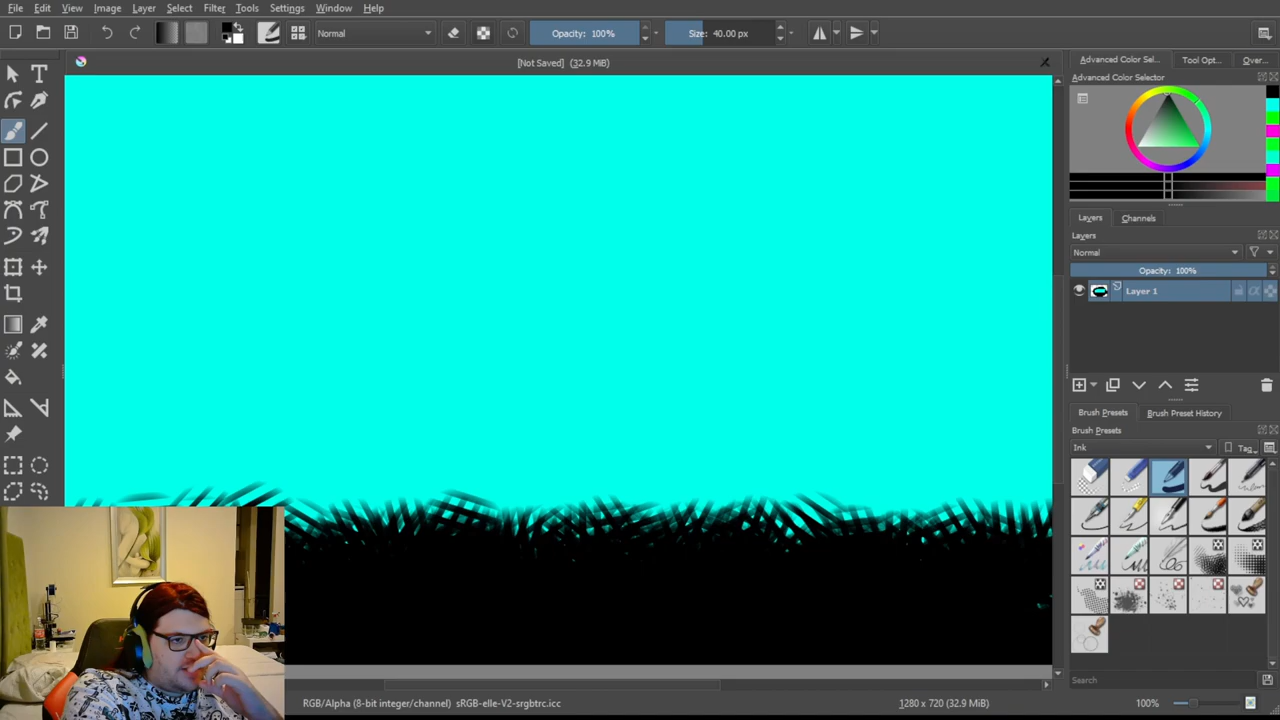 File Edit View Image Layer Select Filter Tools Settings Window Help
Normal Opacity: 100% Size: 40.00 px
[Not Saved] (32.9 MiB)
Advanced Color Sel... Tool Opt... Over...
Advanced Color Selector
Layers Channels
Layers
Normal
Opacity: 100%
Layer 1
Brush Presets Brush Preset History
Brush Presets
Ink Tag
Search
RGB/Alpha (8-bit integer/channel) sRGB-elle-V2-srgbtrc.icc 1280 x 720 (32.9 MiB) 100%